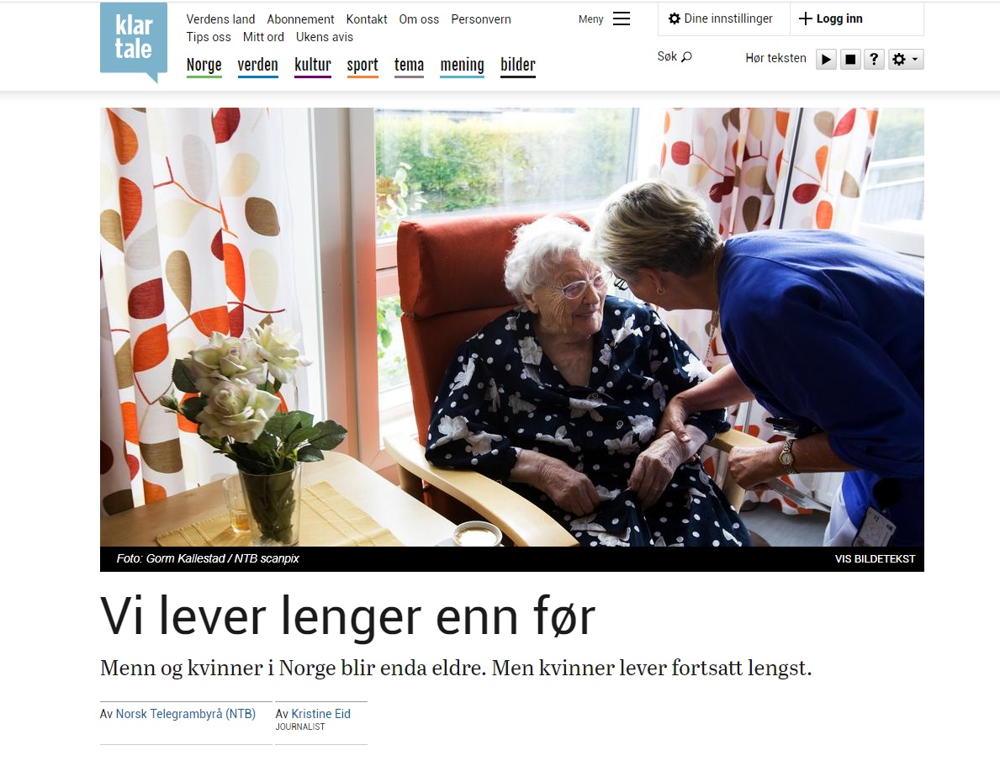 klar
tale
Verdens land Abonnement Kontakt Om oss Personvern
Tips oss Mitt ord Ukens avis
Norge verden kultur sport tema mening bilder
Meny
Dine innstillinger
Logg inn
Søk
Hør teksten
?
Foto: Gorm Kallestad / NTB scanpix
VIS BILDETEKST
Vi lever lenger enn før
Menn og kvinner i Norge blir enda eldre. Men kvinner lever fortsatt lengst.
Av Norsk Telegrambyrå (NTB)
Av Kristine Eid
JOURNALIST